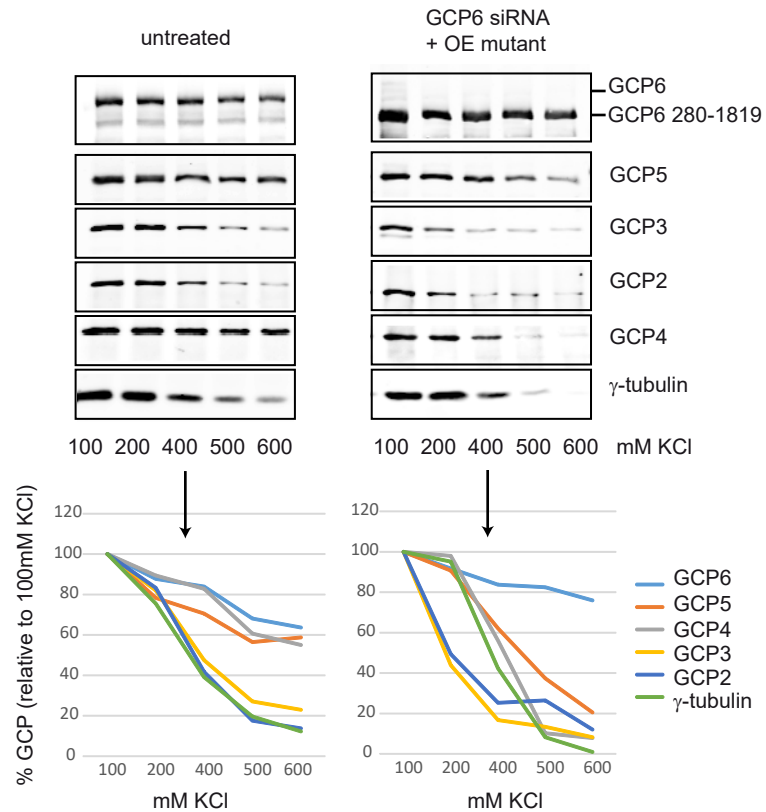 untreated
GCP6 siRNA
+ OE mutant
GCP6
GCP6 280-1819
GCP5
GCP3
GCP2
GCP4
γ-tubulin
100 200 400 500 600
100 200 400 500 600 mM KCl
% GCP (relative to 100mM KCl)
120
100
80
60
40
20
0
100 200 400 500 600
mM KCl
120
100
80
60
40
20
0
100 200 400 500 600
mM KCl
GCP6
GCP5
GCP4
GCP3
GCP2
γ-tubulin